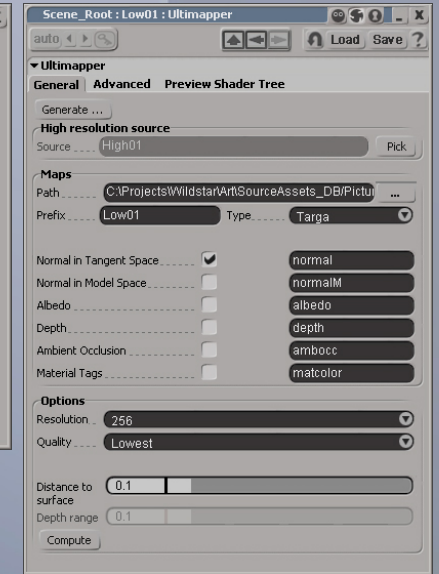 Scene_Root : Low01 : Ultimapper
auto
Load Save ?
Ultimapper
General Advanced Preview Shader Tree
Generate ...
High resolution source
Source High01 Pick
Maps
Path C:\Projects\Wildstar\Art\SourceAssets_DB/Pictur ...
Prefix Low01 Type Targa
Normal in Tangent Space normal
Normal in Model Space normalM
Albedo albedo
Depth depth
Ambient Occlusion ambocc
Material Tags matcolor
Options
Resolution 256
Quality Lowest
Distance to surface 0.1
Depth range 0.1
Compute